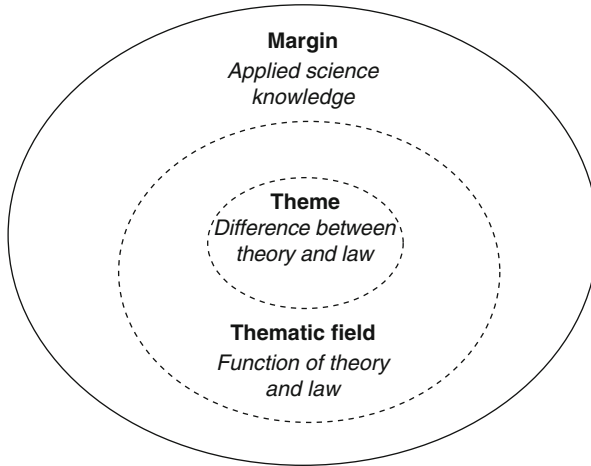 Margin
Applied science
knowledge
Theme
Difference between
theory and law
Thematic field
Function of theory
and law